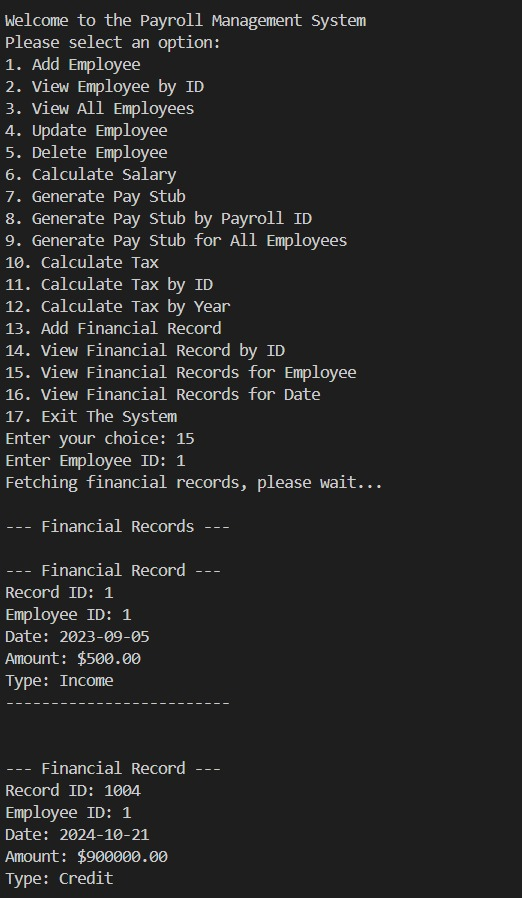 Welcome to the Payroll Management System
Please select an option:
1. Add Employee
2. View Employee by ID
3. View All Employees
4. Update Employee
5. Delete Employee
6. Calculate Salary
7. Generate Pay Stub
8. Generate Pay Stub by Payroll ID
9. Generate Pay Stub for All Employees
10. Calculate Tax
11. Calculate Tax by ID
12. Calculate Tax by Year
13. Add Financial Record
14. View Financial Record by ID
15. View Financial Records for Employee
16. View Financial Records for Date
17. Exit The System
Enter your choice: 15
Enter Employee ID: 1
Fetching financial records, please wait...
--- Financial Records ---
--- Financial Record ---
Record ID: 1
Employee ID: 1
Date: 2023-09-05
Amount: $500.00
Type: Income
-------------------------
--- Financial Record ---
Record ID: 1004
Employee ID: 1
Date: 2024-10-21
Amount: $900000.00
Type: Credit